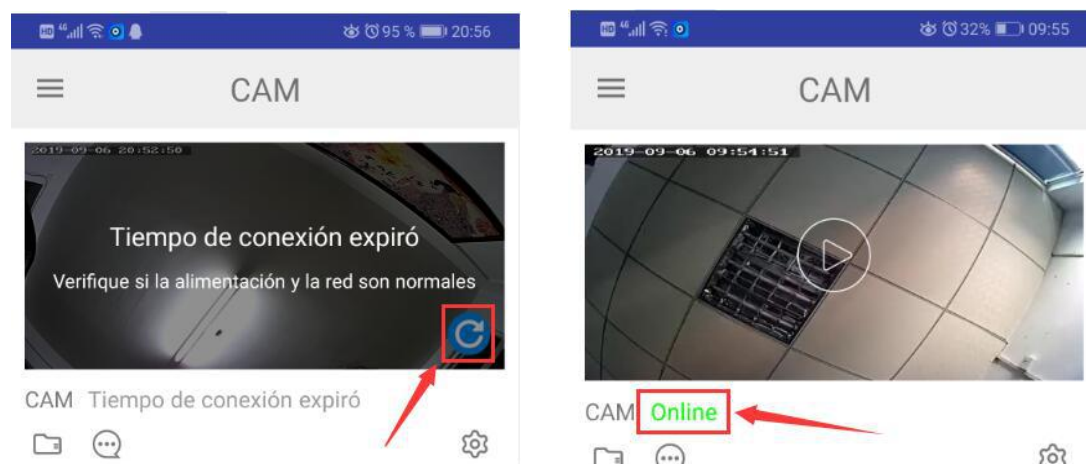 HD 46 95 % 20:56
CAM
2019-09-06 20:52:50
Tiempo de conexión expiró
Verifique si la alimentación y la red son normales
CAM Tiempo de conexión expiró
HD 46 32% 09:55
CAM
2019-09-06 09:54:51
CAM Online